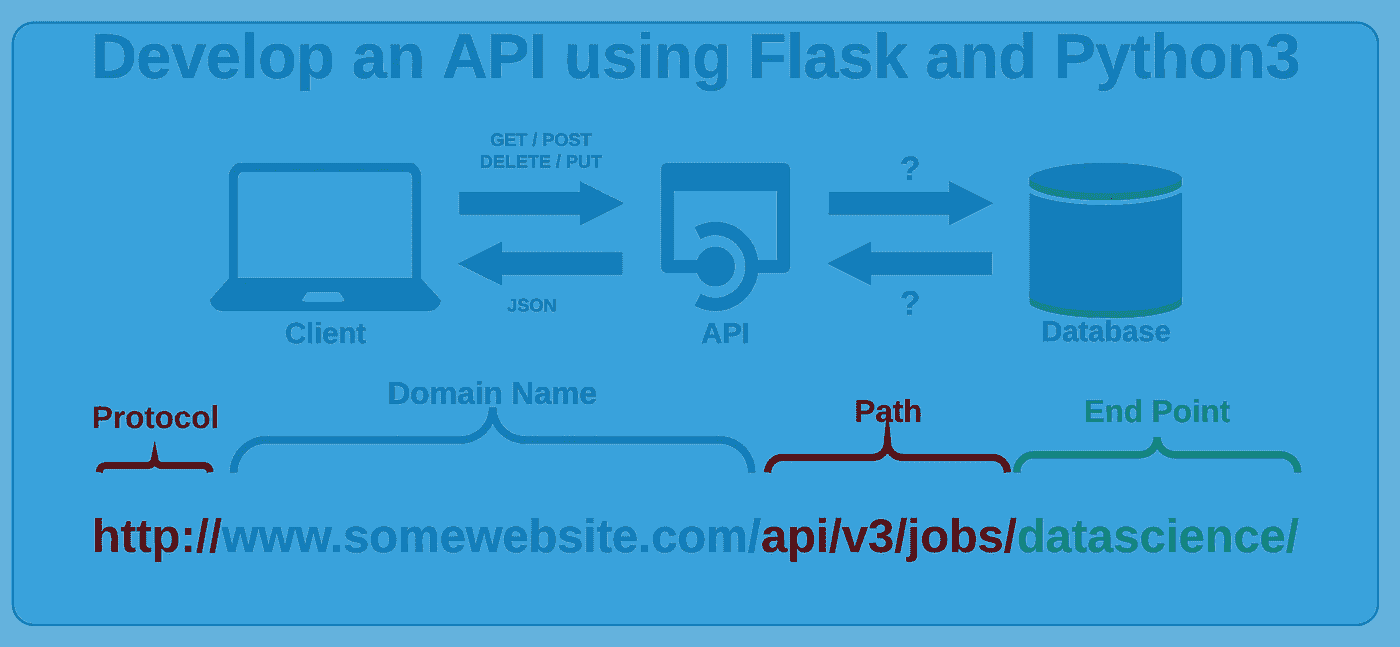 Develop an API using Flask and Python3
GET / POST
DELETE / PUT
?
JSON
?
Client
API
Database
Protocol
Domain Name
Path
End Point
http://www.somewebsite.com/api/v3/jobs/datascience/